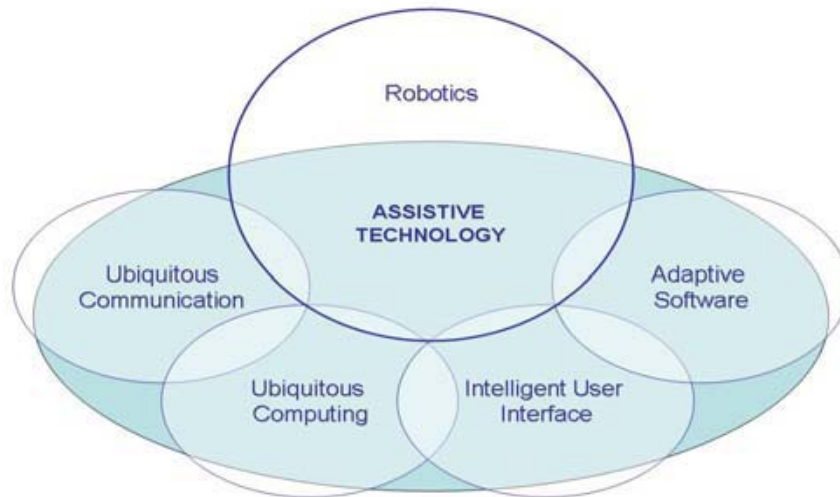 Robotics
ASSISTIVE
TECHNOLOGY
Ubiquitous
Communication
Adaptive
Software
Ubiquitous
Computing
Intelligent User
Interface